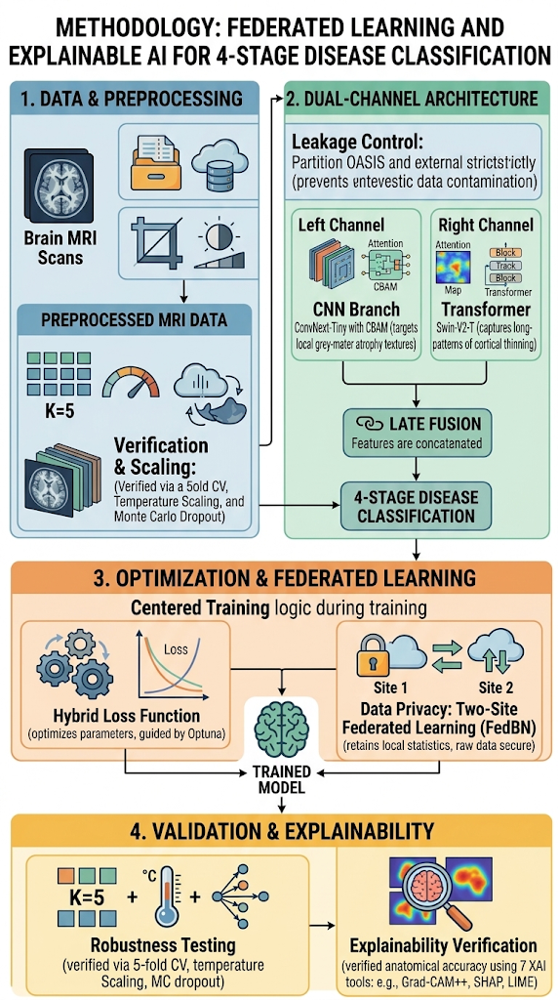 METHODOLOGY: FEDERATED LEARNING AND
EXPLAINABLE AI FOR 4-STAGE DISEASE CLASSIFICATION
1. DATA & PREPROCESSING
Brain MRI
Scans
PREPROCESSED MRI DATA
K=5
Verification
& Scaling:
(Verified via a 5old CV,
Temperature Scaling, and
Monte Carlo Dropout)
2. DUAL-CHANNEL ARCHITECTURE
Leakage Control:
Partition OASIS and external strictstrictly
(prevents entevestic data contamination)
Left Channel
Attention
CBAM
CNN Branch
ConvNext-Tiny with CBAM (targets
local grey-mater atrophy textures)
Right Channel
Attention
Map
Block
Track
Block
Transformer
Transformer
Swin-V2-T (captures long-
patterns of cortical thinning)
LATE FUSION
Features are concatanated
4-STAGE DISEASE
CLASSIFICATION
3. OPTIMIZATION & FEDERATED LEARNING
Centered Training logic during training
Loss
Hybrid Loss Function
(optimizes parameters, guided by Optuna)
Site 1
Site 2
Data Privacy: Two-Site
Federated Learning (FedBN)
(retains local statistics, raw data secure)
TRAINED
MODEL
4. VALIDATION & EXPLAINABILITY
K=5
+
°C
+
Robustness Testing
(verified via 5-fold CV, temperature
Scaling, MC dropout)
Explainability Verification
(verified anatomical accuracy using 7 XAI
tools: e.g., Grad-CAM++, SHAP, LIME)